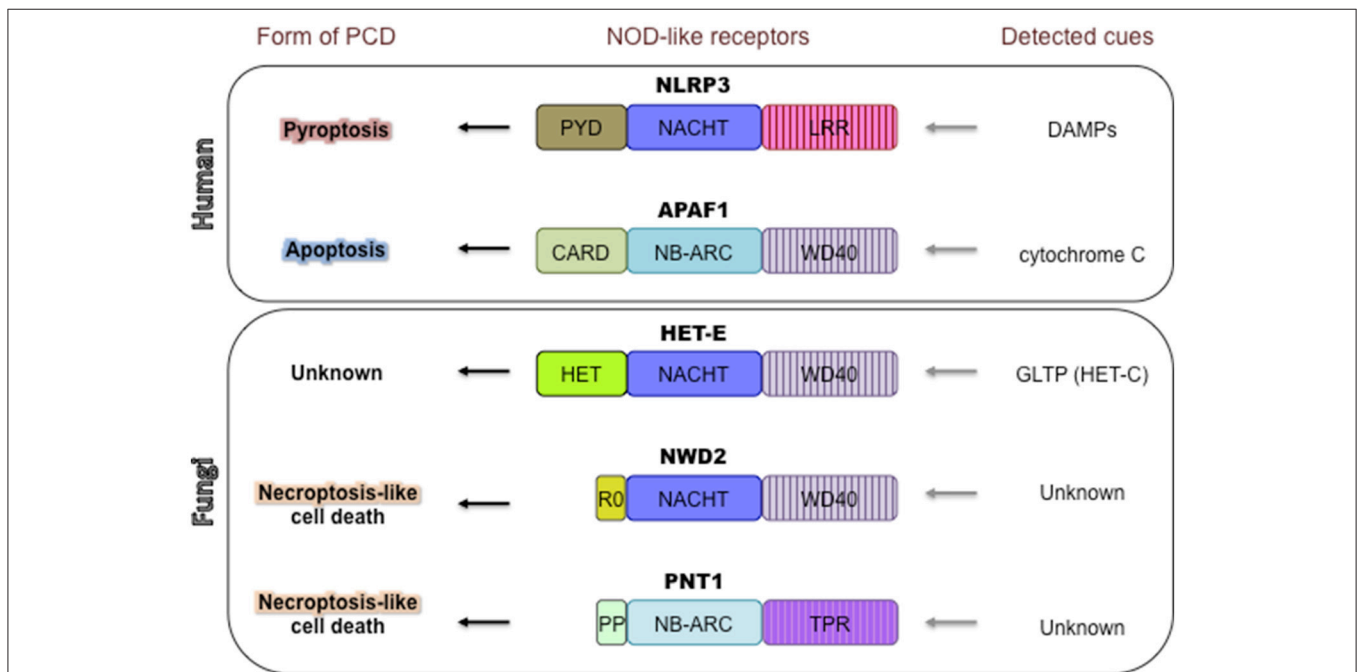 Form of PCD NOD-like receptors Detected cues
Human
NLRP3
Pyroptosis PYD NACHT LRR DAMPs
APAF1
Apoptosis CARD NB-ARC WD40 cytochrome C
Fungi
HET-E
Unknown HET NACHT WD40 GLTP (HET-C)
NWD2
Necroptosis-like
cell death R0 NACHT WD40 Unknown
PNT1
Necroptosis-like
cell death PP NB-ARC TPR Unknown